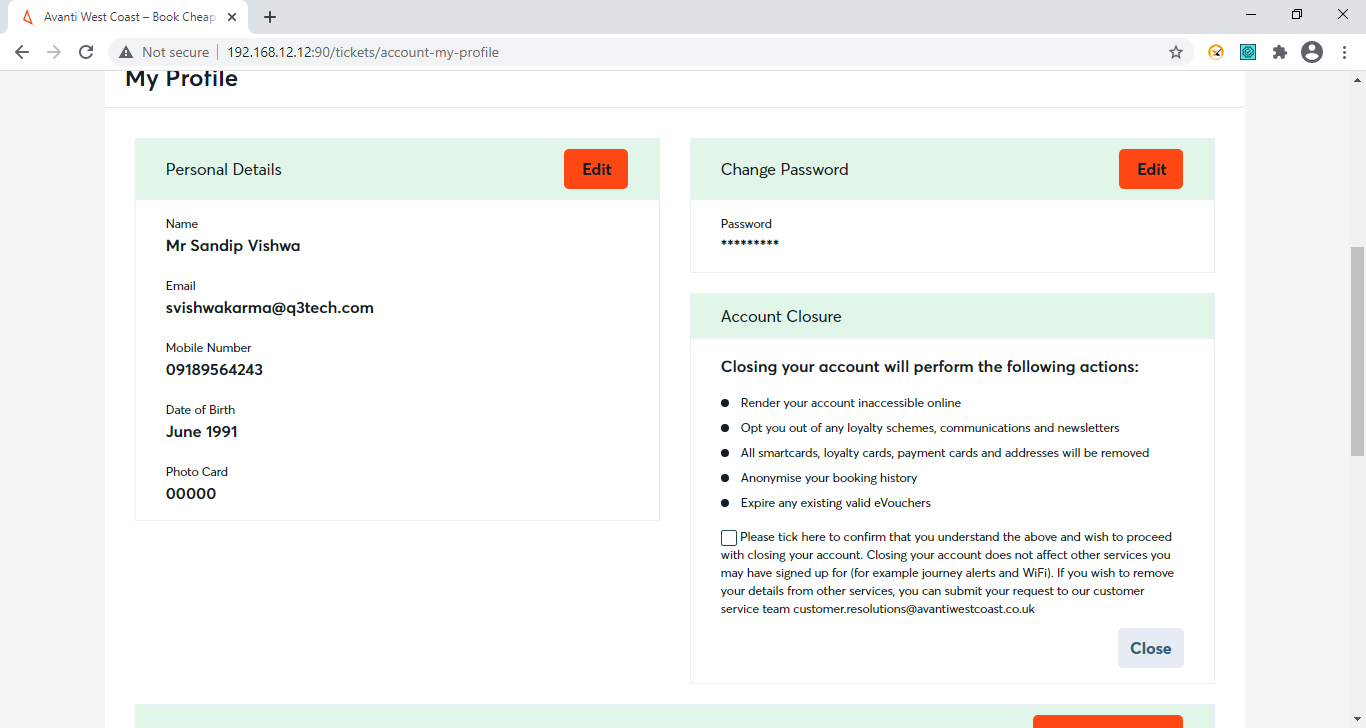 Avanti West Coast – Book Cheap
Not secure
192.168.12.12:90/tickets/account-my-profile
My Profile
Personal Details
Edit
Name
Mr Sandip Vishwa
Email
svishwakarma@q3tech.com
Mobile Number
09189564243
Date of Birth
June 1991
Photo Card
00000
Change Password
Edit
Password
*********
Account Closure
Closing your account will perform the following actions:
Render your account inaccessible online
Opt you out of any loyalty schemes, communications and newsletters
All smartcards, loyalty cards, payment cards and addresses will be removed
Anonymise your booking history
Expire any existing valid eVouchers
Please tick here to confirm that you understand the above and wish to proceed
with closing your account. Closing your account does not affect other services you
may have signed up for (for example journey alerts and WiFi). If you wish to remove
your details from other services, you can submit your request to our customer
service team customer.resolutions@avantiwestcoast.co.uk
Close